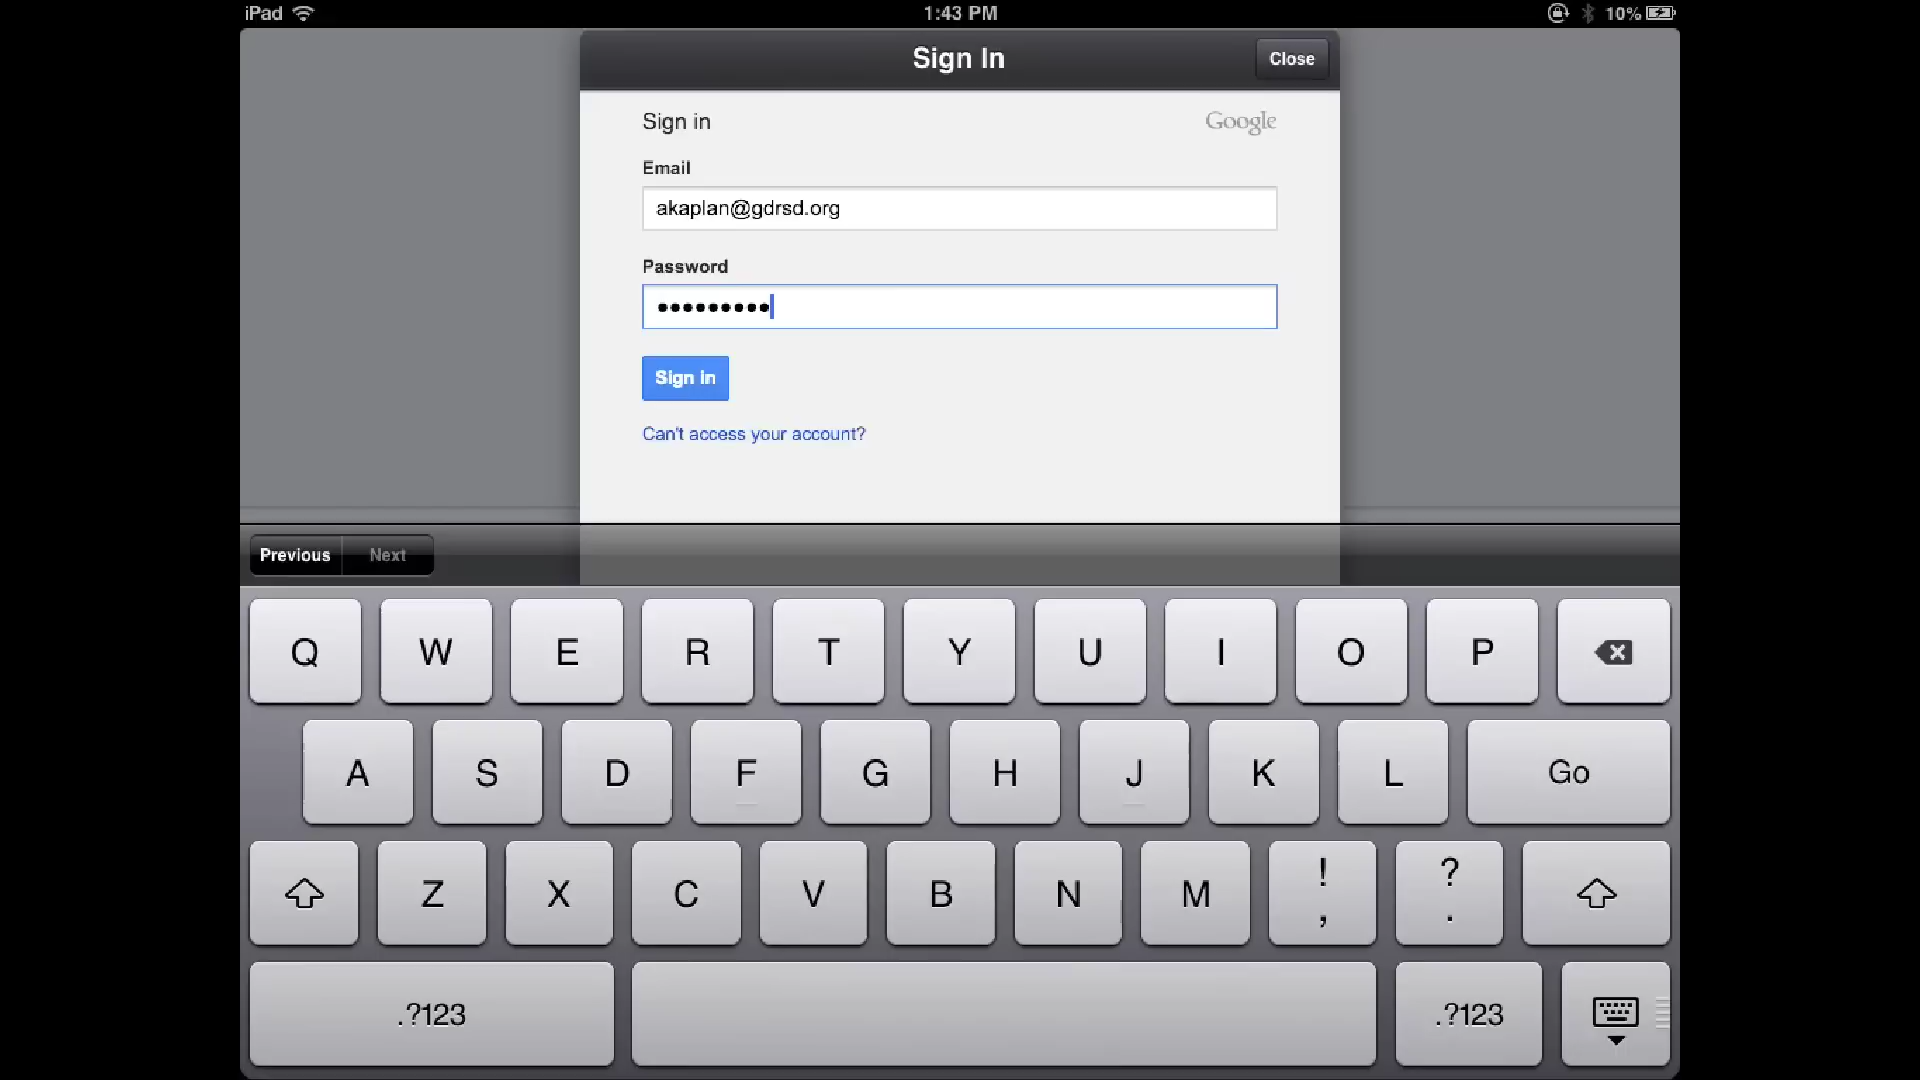 iPad 1:43 PM 10%
Sign In Close
Sign in Google
Email
akaplan@gdrsd.org
Password
•••••••••
Sign in
Can't access your account?
Previous Next
Q W E R T Y U I O P
A S D F G H J K L Go
Z X C V B N M ! , ? .
.?123 .?123